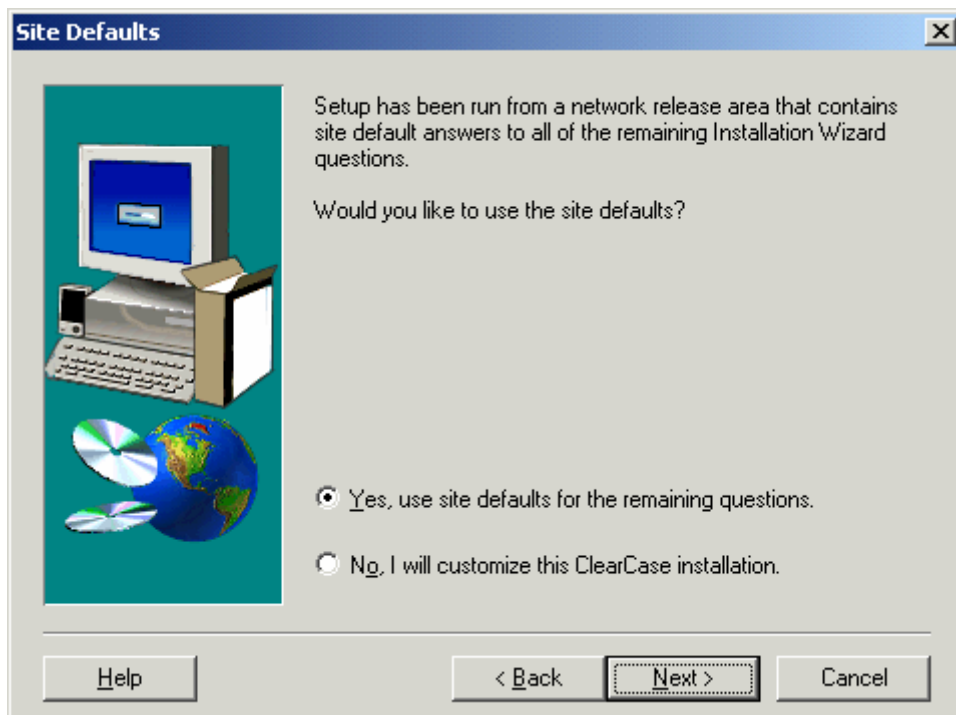 Site Defaults
Setup has been run from a network release area that contains
site default answers to all of the remaining Installation Wizard
questions.
Would you like to use the site defaults?
Yes, use site defaults for the remaining questions.
No, I will customize this ClearCase installation.
Help
< Back
Next >
Cancel